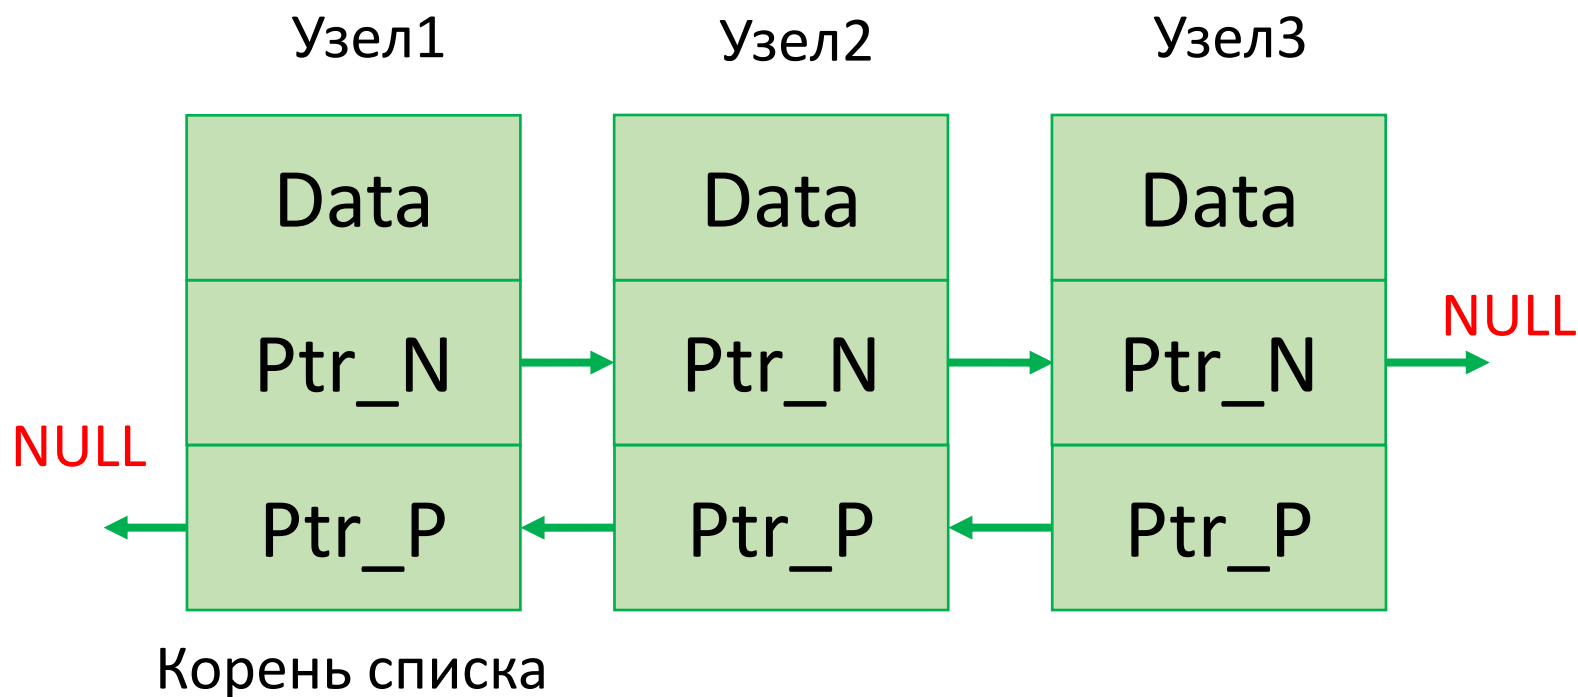 Узел1 Узел2 Узел3
Data Data Data
NULL
Ptr_N Ptr_N Ptr_N
NULL
Ptr_P Ptr_P Ptr_P
Корень списка